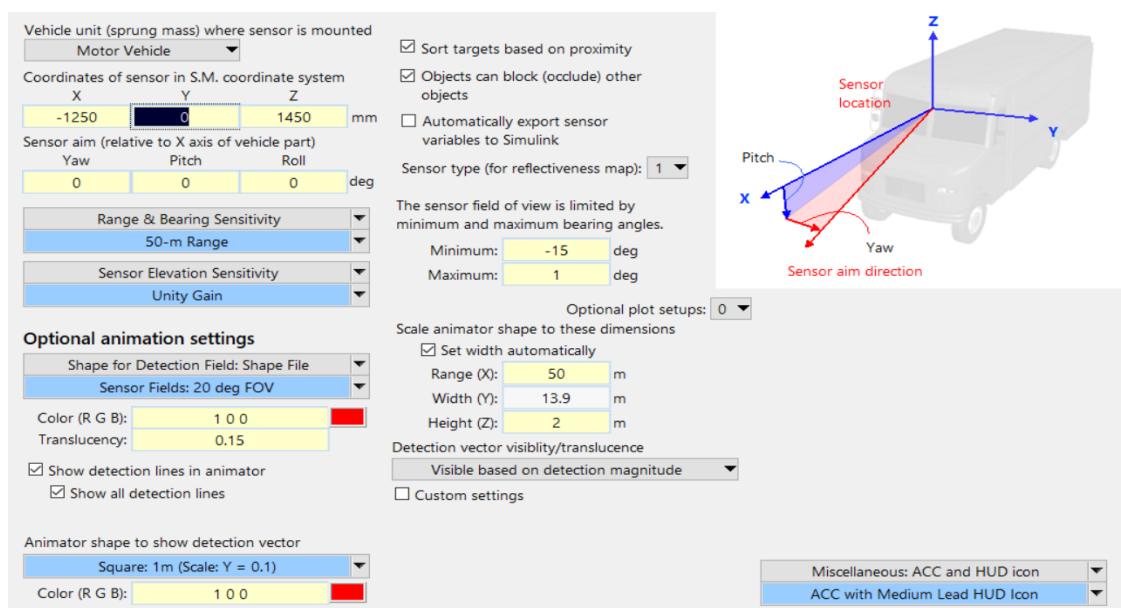 Vehicle unit (sprung mass) where sensor is mounted
Motor Vehicle
Coordinates of sensor in S.M. coordinate system
X Y Z
-1250 0 1450 mm
Sensor aim (relative to X axis of vehicle part)
Yaw Pitch Roll
0 0 0 deg
Range & Bearing Sensitivity
50-m Range
Sensor Elevation Sensitivity
Unity Gain
Optional animation settings
Shape for Detection Field: Shape File
Sensor Fields: 20 deg FOV
Color (R G B): 1 0 0
Translucency: 0.15
Show detection lines in animator
Show all detection lines
Animator shape to show detection vector
Square: 1m (Scale: Y = 0.1)
Color (R G B): 1 0 0
Sort targets based on proximity
Objects can block (occlude) other
objects
Automatically export sensor
variables to Simulink
Sensor type (for reflectiveness map): 1
The sensor field of view is limited by
minimum and maximum bearing angles.
Minimum: -15 deg
Maximum: 1 deg
Optional plot setups: 0
Scale animator shape to these dimensions
Set width automatically
Range (X): 50 m
Width (Y): 13.9 m
Height (Z): 2 m
Detection vector visiblity/translucence
Visible based on detection magnitude
Custom settings
Z
Sensor
location
Y
Pitch
X
Yaw
Sensor aim direction
Miscellaneous: ACC and HUD icon
ACC with Medium Lead HUD Icon